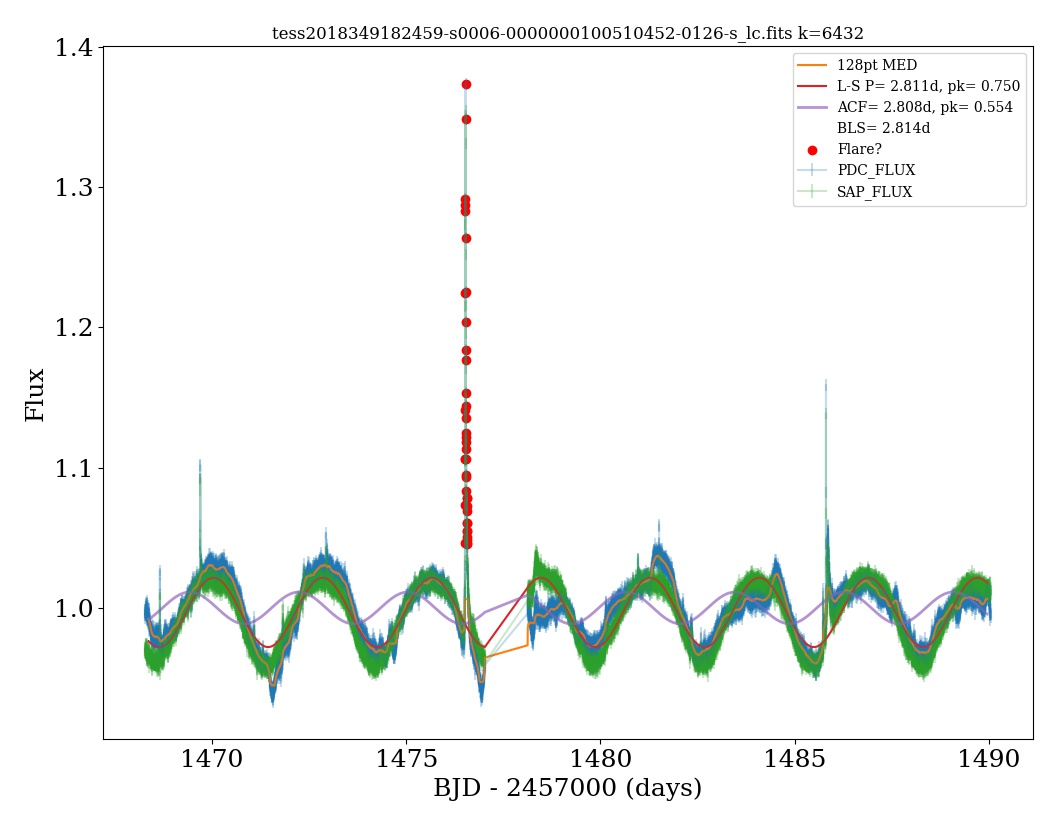 tess2018349182459-s0006-0000000100510452-0126-s_lc.fits k=6432
128pt MED
L-S P= 2.811d, pk= 0.750
ACF= 2.808d, pk= 0.554
BLS= 2.814d
Flare?
PDC_FLUX
SAP_FLUX
1.4
1.3
1.2
1.1
1.0
Flux
1470 1475 1480 1485 1490
BJD - 2457000 (days)